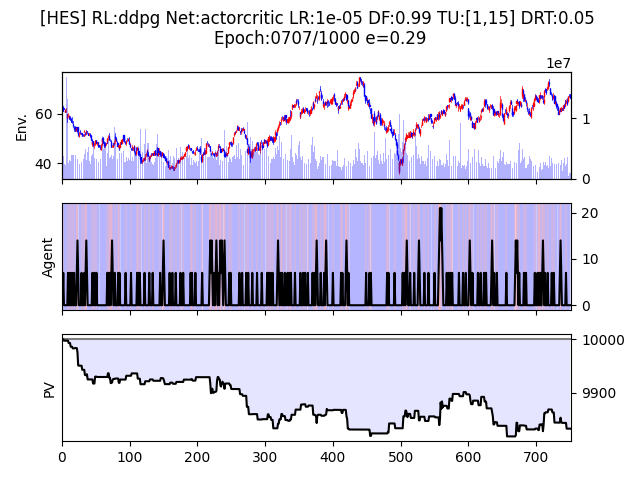 [HES] RL:ddpg Net:actorcritic LR:1e-05 DF:0.99 TU:[1,15] DRT:0.05
Epoch:0707/1000 e=0.29
1e7
Env.
60
40
1
0
Agent
20
10
0
PV
10000
9900
0 100 200 300 400 500 600 700